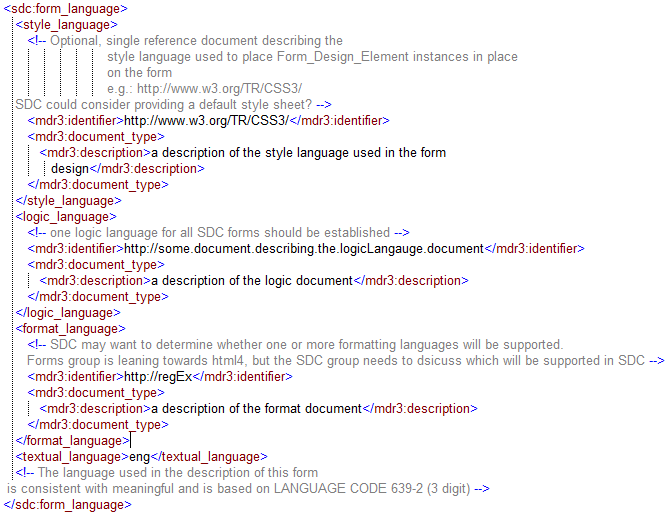 <sdc:form_language>
<style_language>
<!-- Optional, single reference document describing the
style language used to place Form_Design_Element instances in place
on the form
e.g.: http://www.w3.org/TR/CSS3/
SDC could consider providing a default style sheet? -->
<mdr3:identifier>http://www.w3.org/TR/CSS3/</mdr3:identifier>
<mdr3:document_type>
<mdr3:description>a description of the style language used in the form
design</mdr3:description>
</mdr3:document_type>
</style_language>
<logic_language>
<!-- one logic language for all SDC forms should be established -->
<mdr3:identifier>http://some.document.describing.the.logicLangauge.document</mdr3:identifier>
<mdr3:document_type>
<mdr3:description>a description of the logic document</mdr3:description>
</mdr3:document_type>
</logic_language>
<format_language>
<!-- SDC may want to determine whether one or more formatting languages will be supported.
Forms group is leaning towards html4, but the SDC group needs to dsicuss which will be supported in SDC -->
<mdr3:identifier>http://regEx</mdr3:identifier>
<mdr3:document_type>
<mdr3:description>a description of the format document</mdr3:description>
</mdr3:document_type>
</format_language>
<textual_language>eng</textual_language>
<!-- The language used in the description of this form
is consistent with meaningful and is based on LANGUAGE CODE 639-2 (3 digit) -->
</sdc:form_language>